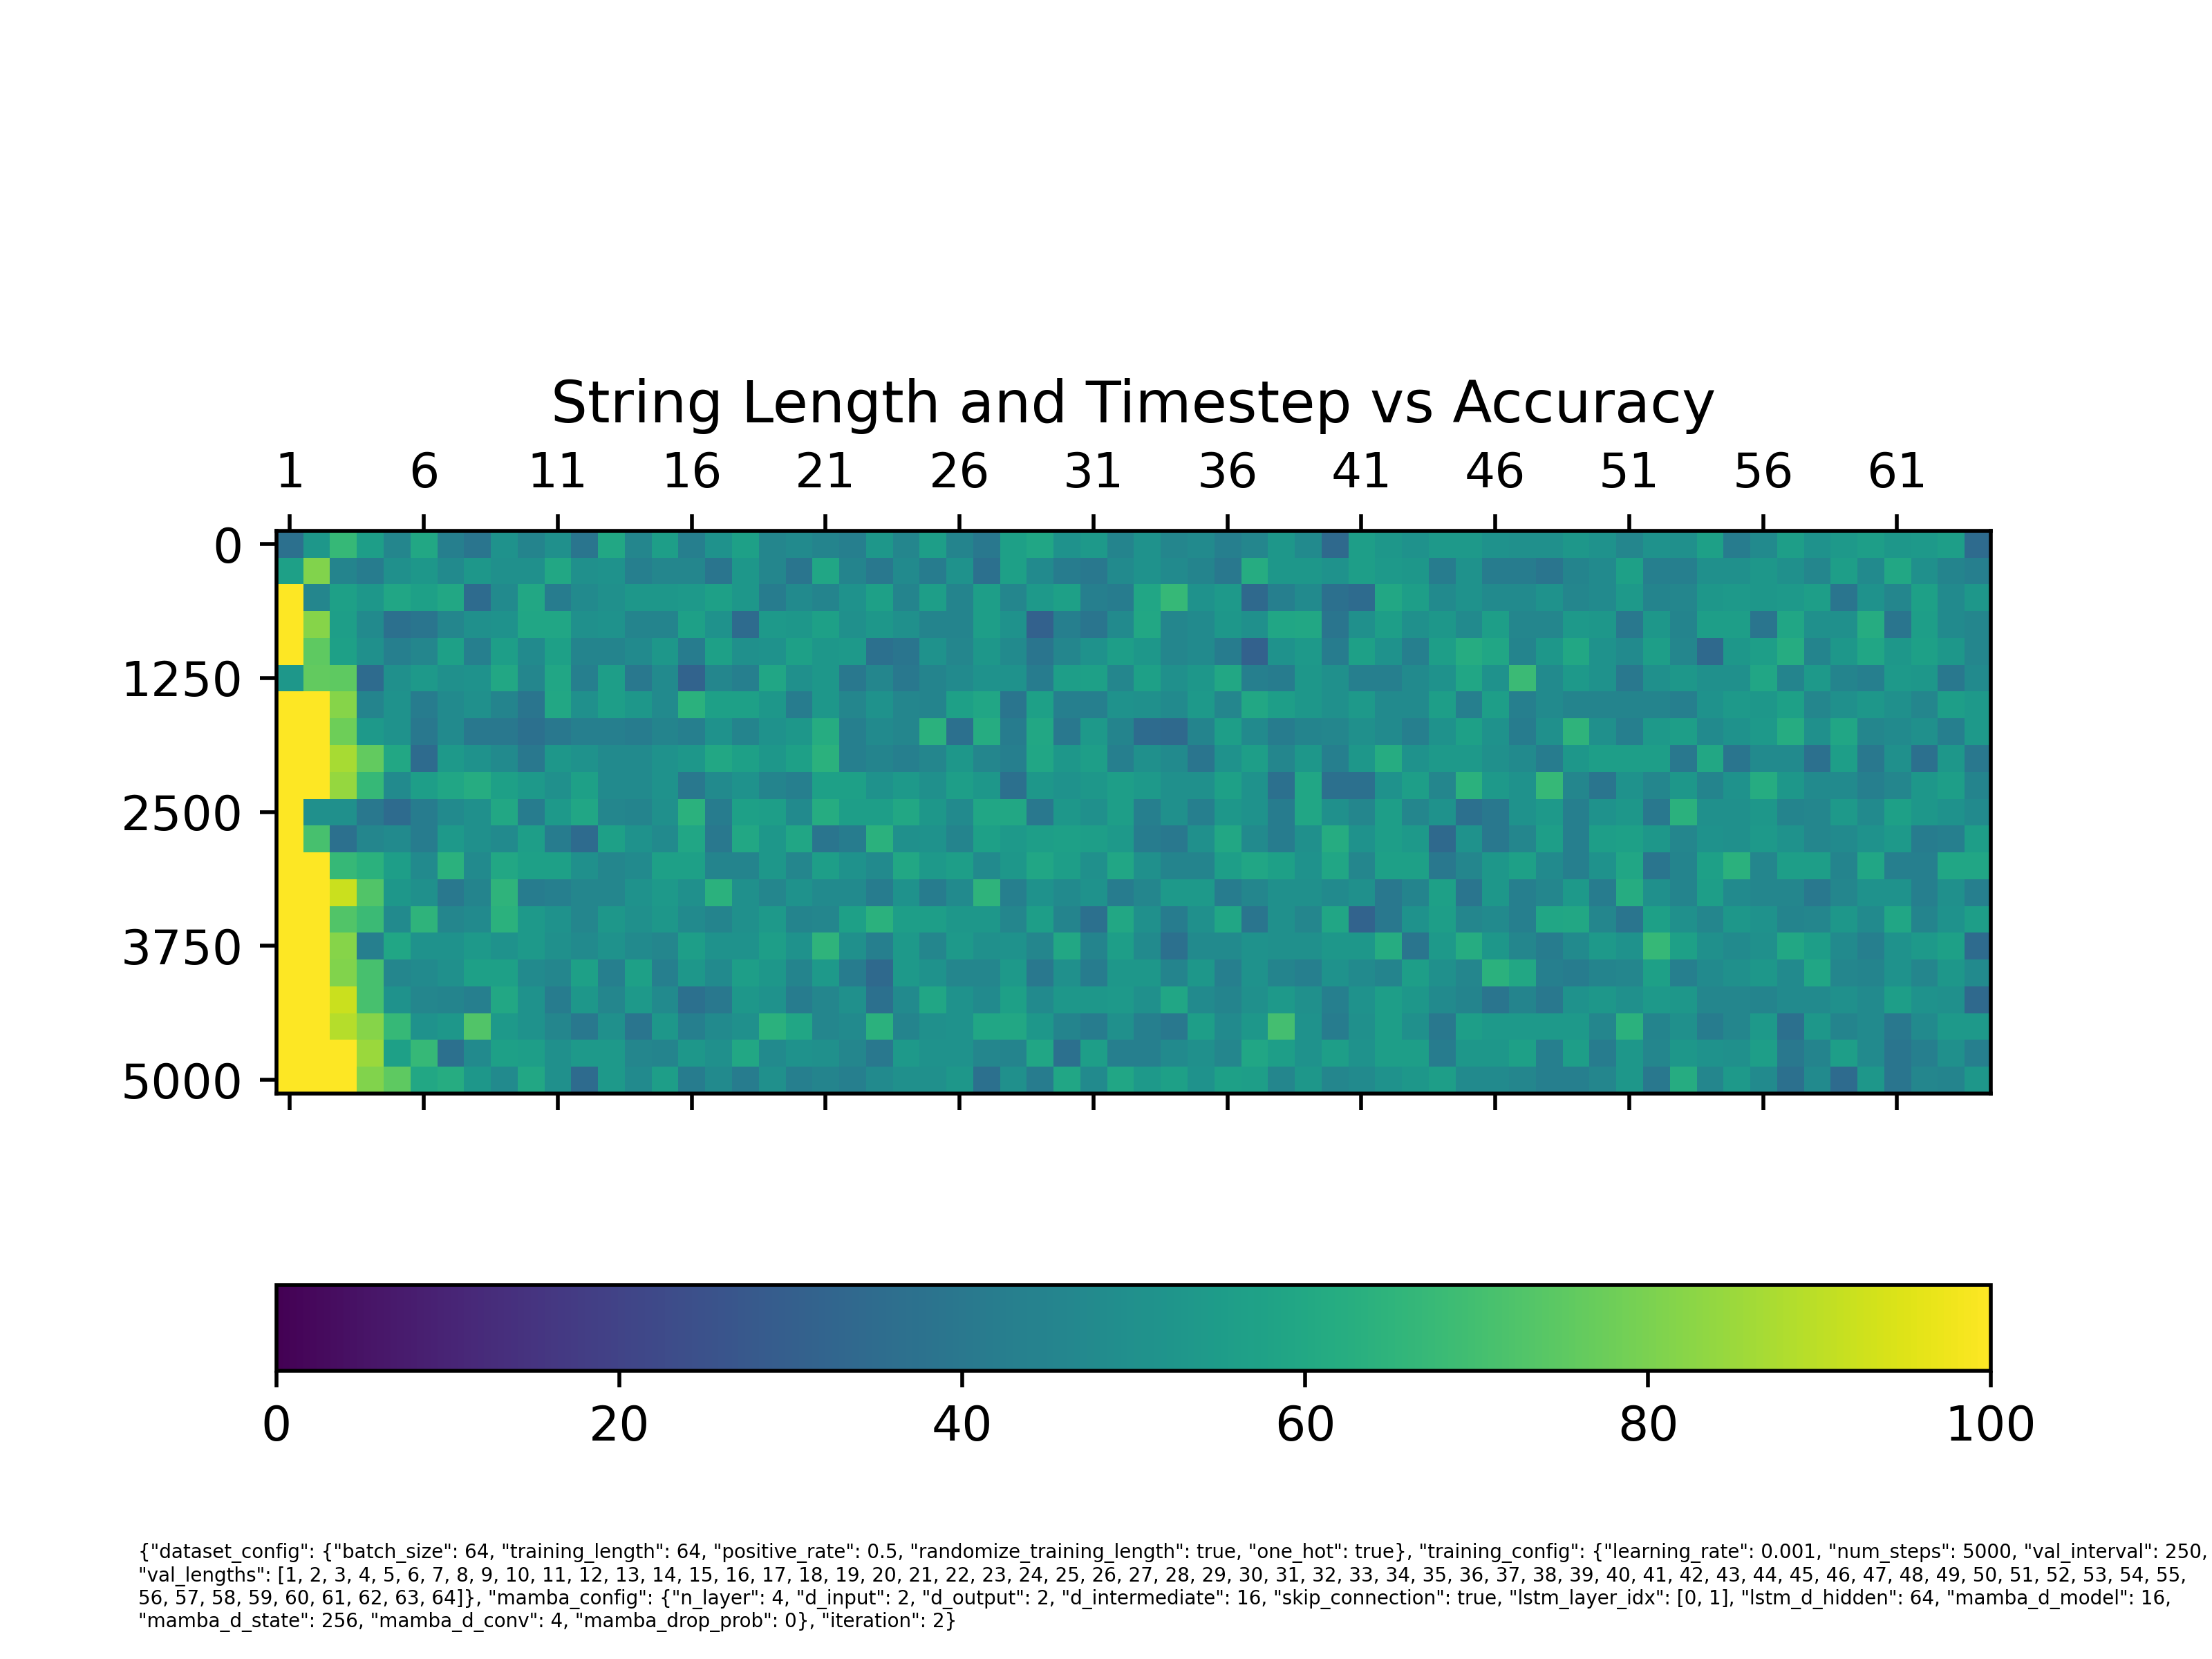 String Length and Timestep vs Accuracy
1 6 11 16 21 26 31 36 41 46 51 56 61
0
1250
2500
3750
5000
0 20 40 60 80 100
{"dataset_config": {"batch_size": 64, "training_length": 64, "positive_rate": 0.5, "randomize_training_length": true, "one_hot": true}, "training_config": {"learning_rate": 0.001, "num_steps": 5000, "val_interval": 250,
"val_lengths": [1, 2, 3, 4, 5, 6, 7, 8, 9, 10, 11, 12, 13, 14, 15, 16, 17, 18, 19, 20, 21, 22, 23, 24, 25, 26, 27, 28, 29, 30, 31, 32, 33, 34, 35, 36, 37, 38, 39, 40, 41, 42, 43, 44, 45, 46, 47, 48, 49, 50, 51, 52, 53, 54, 55,
56, 57, 58, 59, 60, 61, 62, 63, 64]}, "mamba_config": {"n_layer": 4, "d_input": 2, "d_output": 2, "d_intermediate": 16, "skip_connection": true, "lstm_layer_idx": [0, 1], "lstm_d_hidden": 64, "mamba_d_model": 16,
"mamba_d_state": 256, "mamba_d_conv": 4, "mamba_drop_prob": 0}, "iteration": 2}